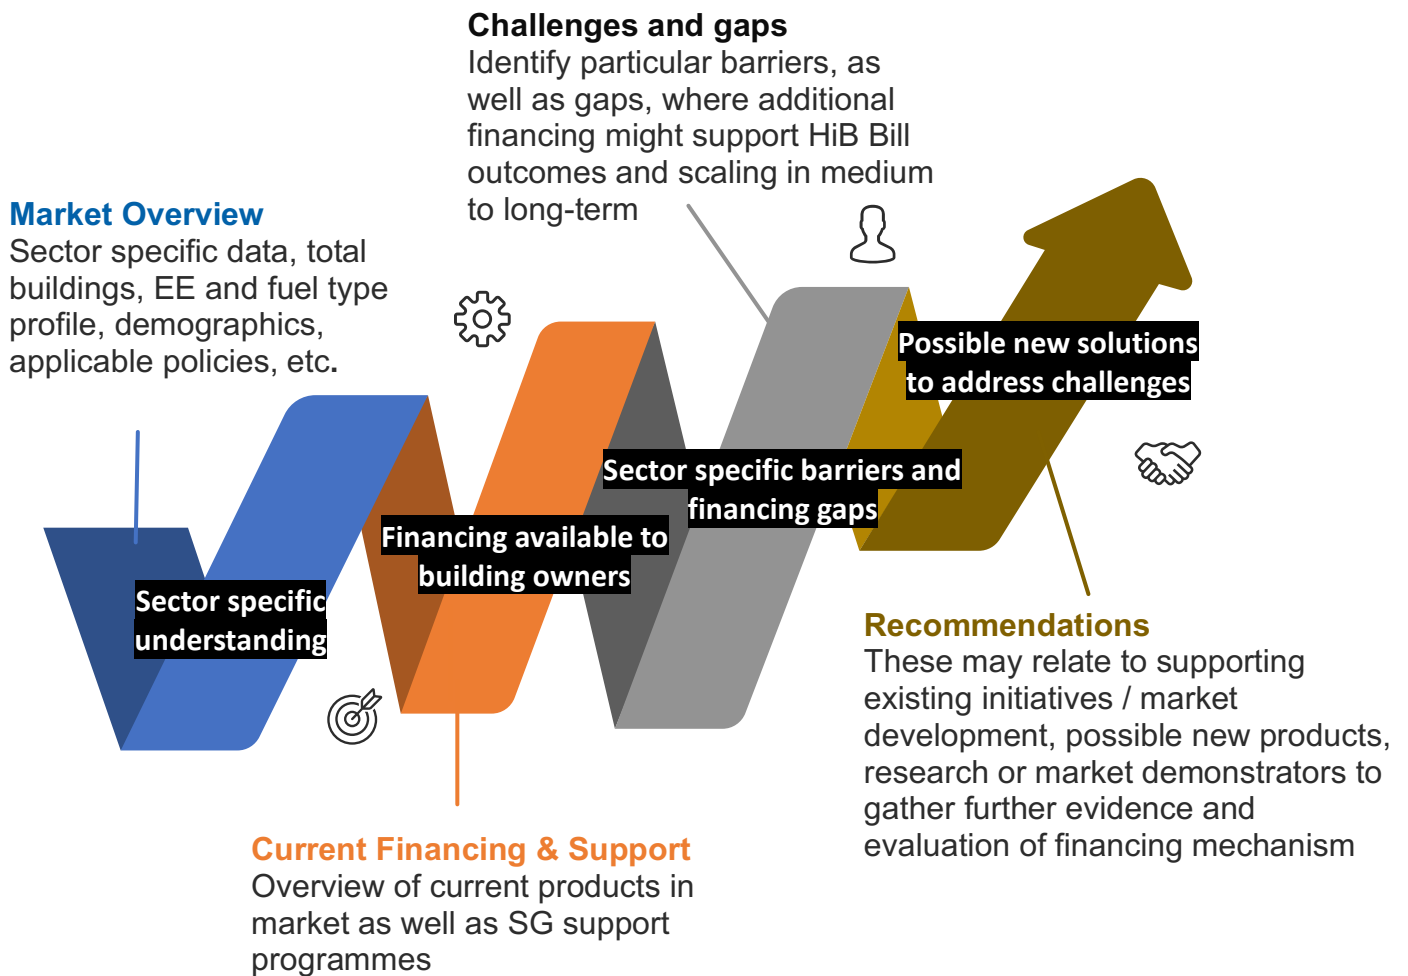 Challenges and gaps
Identify particular barriers, as
well as gaps, where additional
financing might support HiB Bill
outcomes and scaling in medium
to long-term
Market Overview
Sector specific data, total
buildings, EE and fuel type
profile, demographics,
applicable policies, etc.
Possible new solutions
to address challenges
Sector specific barriers and
financing gaps
Financing available to
building owners
Sector specific
understanding
Recommendations
These may relate to supporting
existing initiatives / market
development, possible new products,
research or market demonstrators to
gather further evidence and
evaluation of financing mechanism
Current Financing & Support
Overview of current products in
market as well as SG support
programmes